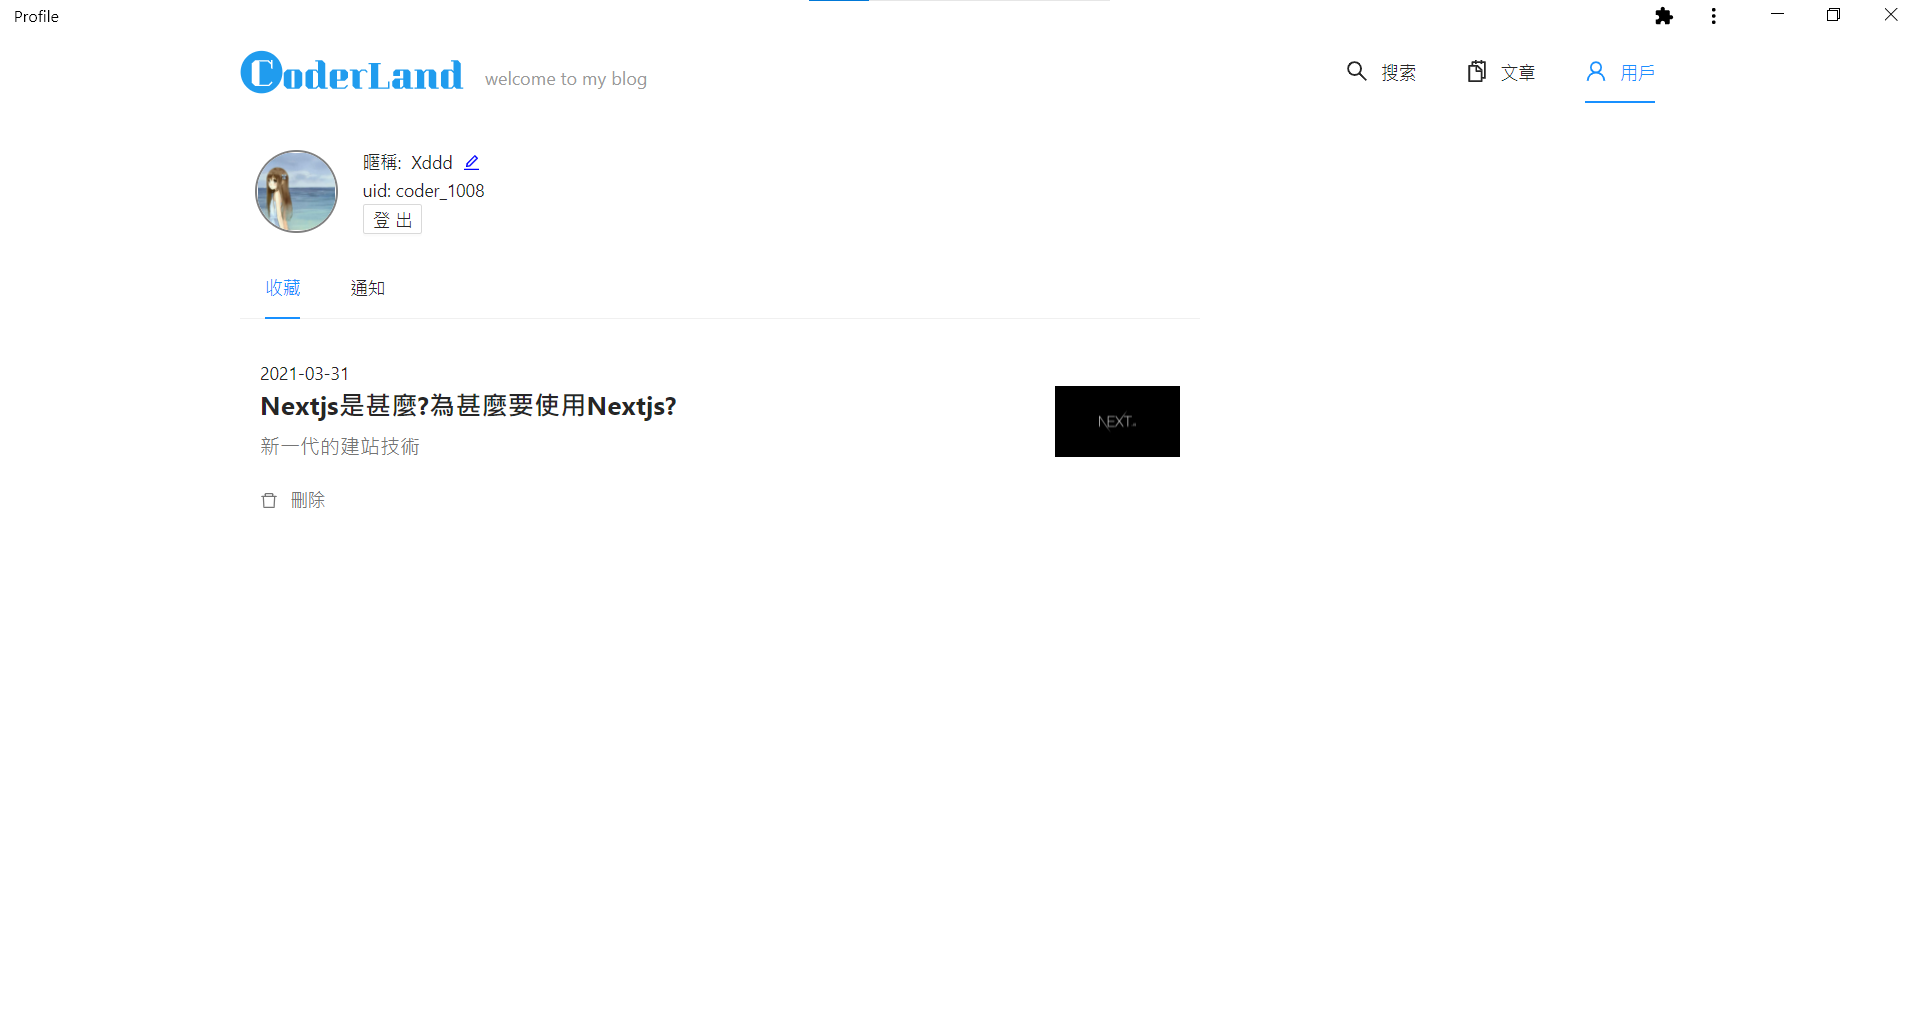 Profile
CoderLand welcome to my blog
搜索 文章 用戶
暱稱: Xddd
uid: coder_1008
登出
收藏 通知
2021-03-31
Nextjs是甚麼?為甚麼要使用Nextjs?
NEXT.JS
新一代的建站技術
刪除